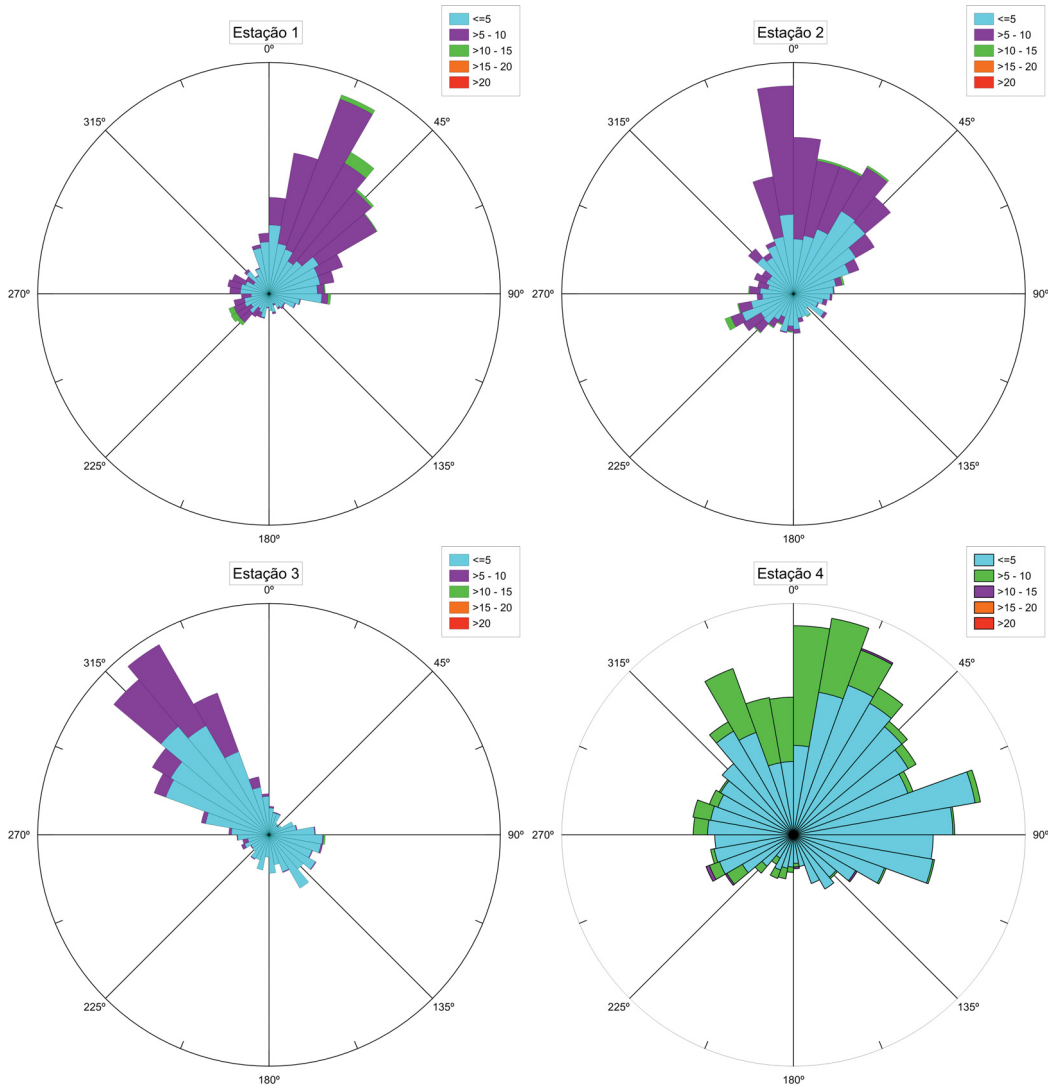 Estação 1
<=5
>5 - 10
>10 - 15
>15 - 20
>20
0º
45º
90º
135º
180º
225º
270º
315º
Estação 2
<=5
>5 - 10
>10 - 15
>15 - 20
>20
0º
45º
90º
135º
180º
225º
270º
315º
Estação 3
<=5
>5 - 10
>10 - 15
>15 - 20
>20
0º
45º
90º
135º
180º
225º
270º
315º
Estação 4
<=5
>5 - 10
>10 - 15
>15 - 20
>20
0º
45º
90º
135º
180º
225º
270º
315º